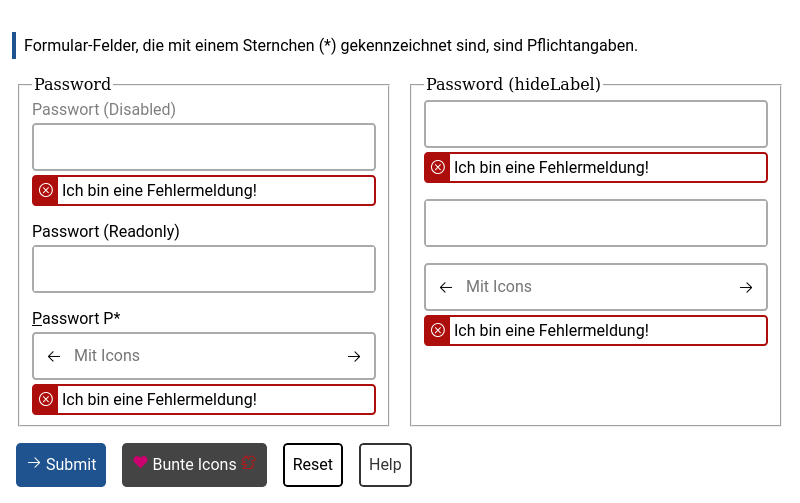 Formular-Felder, die mit einem Sternchen (*) gekennzeichnet sind, sind Pflichtangaben.
Password
Passwort (Disabled)
Ich bin eine Fehlermeldung!
Passwort (Readonly)
Passwort P*
Mit Icons
Ich bin eine Fehlermeldung!
Password (hideLabel)
Ich bin eine Fehlermeldung!
Mit Icons
Ich bin eine Fehlermeldung!
Submit Bunte Icons Reset Help